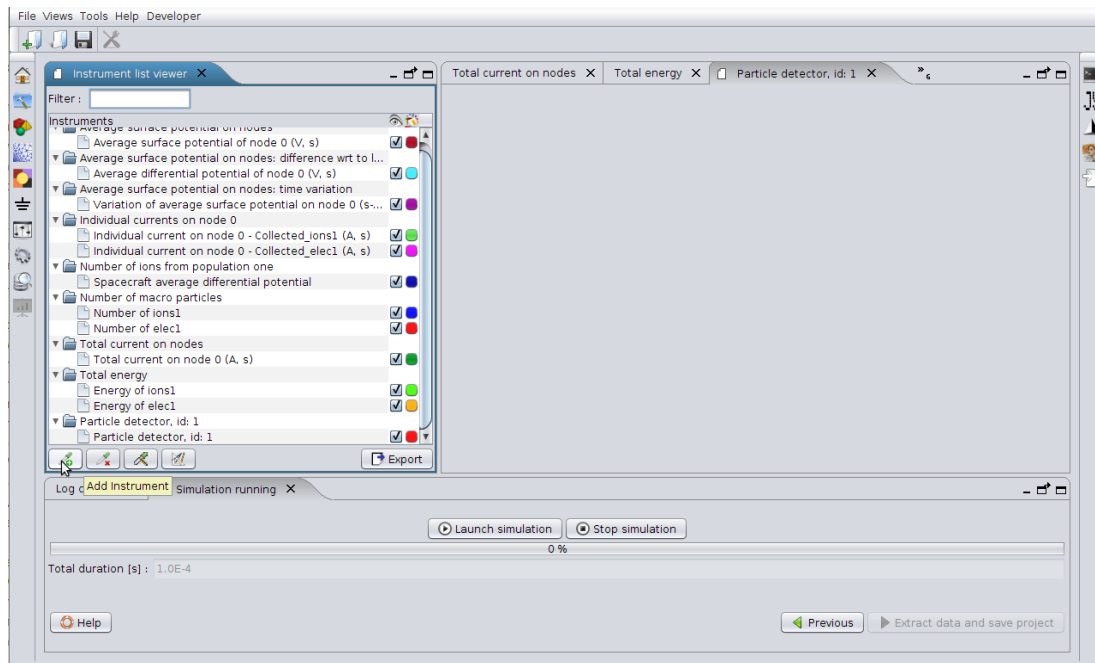 File Views Tools Help Developer
Instrument list viewer
Total current on nodes
Total energy
Particle detector, id: 1
Filter :
Instruments
Average surface potential on nodes
Average surface potential of node 0 (V, s)
Average surface potential on nodes: difference wrt to l...
Average differential potential of node 0 (V, s)
Average surface potential on nodes: time variation
Variation of average surface potential on node 0 (s-...
Individual currents on node 0
Individual current on node 0 - Collected_ions1 (A, s)
Individual current on node 0 - Collected_elec1 (A, s)
Number of ions from population one
Spacecraft average differential potential
Number of macro particles
Number of ions1
Number of elec1
Total current on nodes
Total current on node 0 (A, s)
Total energy
Energy of ions1
Energy of elec1
Particle detector, id: 1
Particle detector, id: 1
Export
Add Instrument
Log
Simulation running
Launch simulation
Stop simulation
0 %
Total duration [s] : 1.0E-4
Help
Previous
Extract data and save project